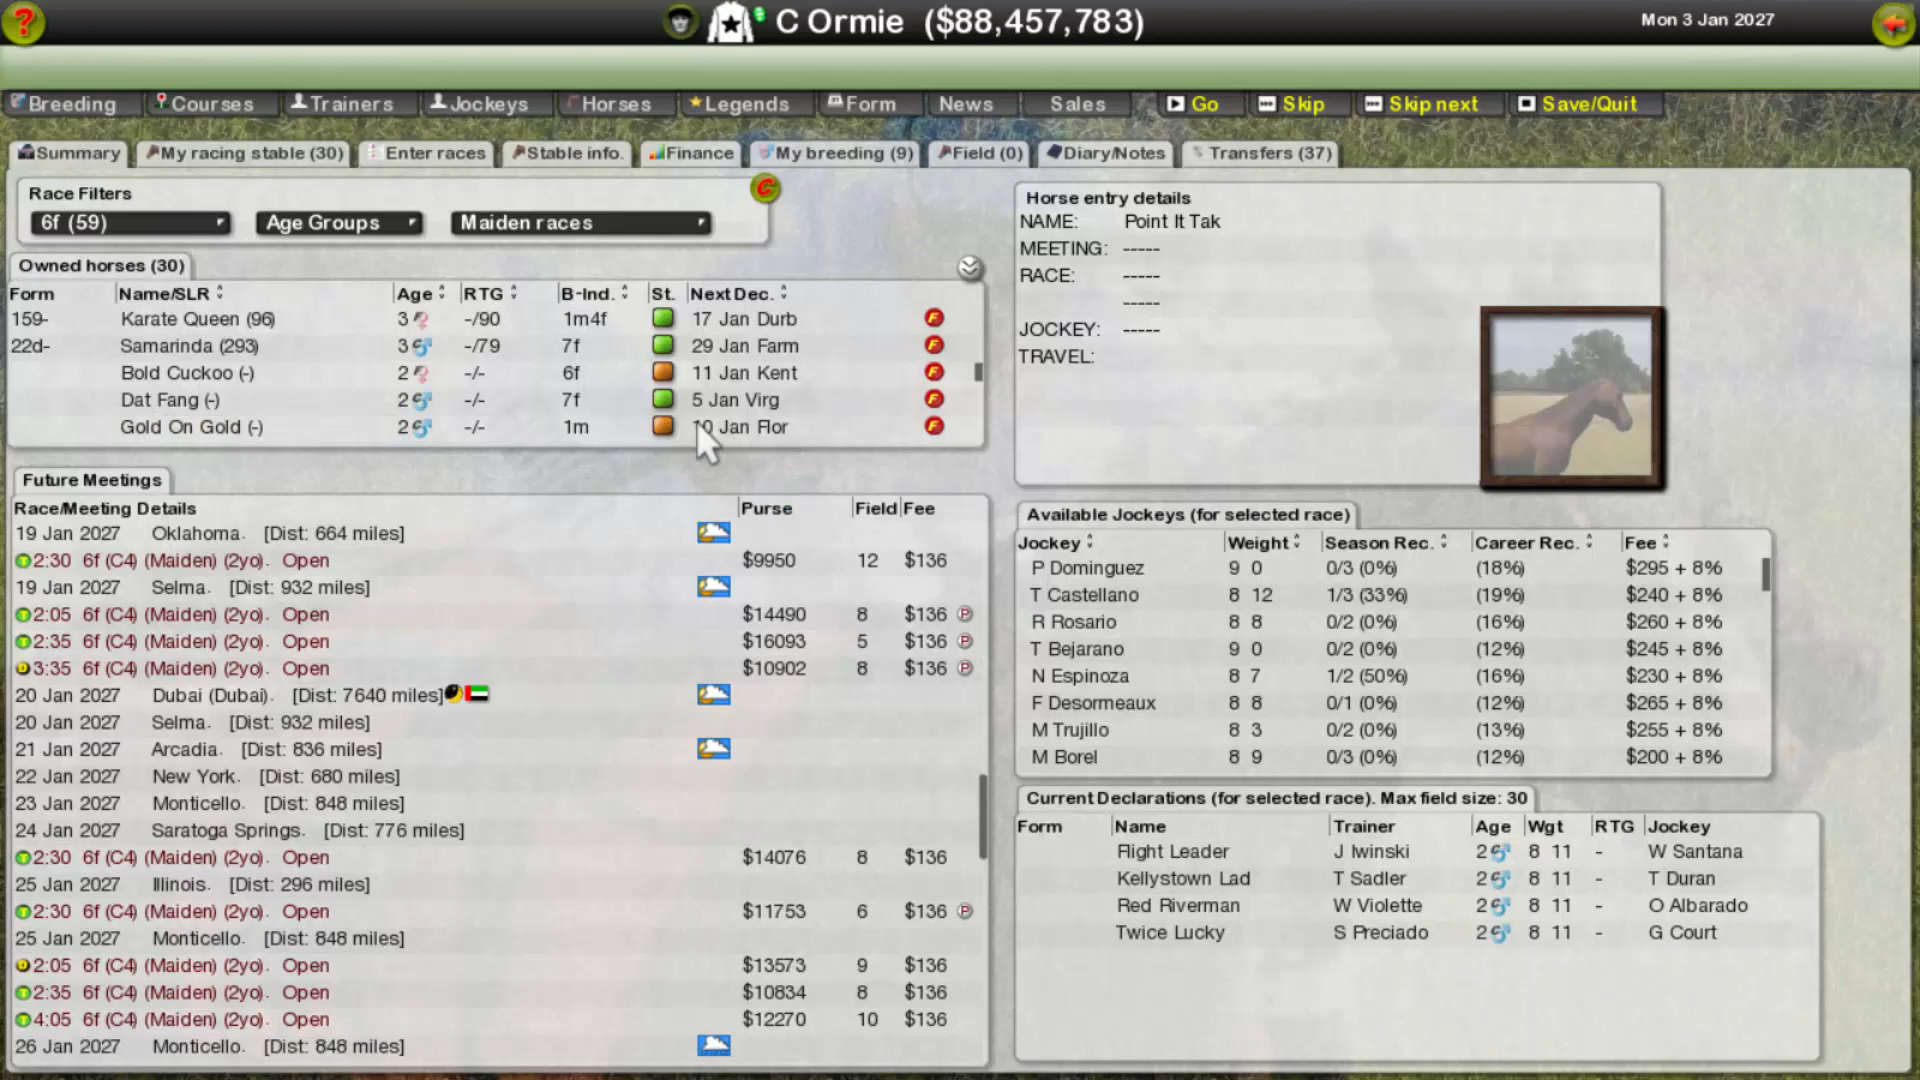 ? C Ormie ($88,457,783) Mon 3 Jan 2027
Breeding Courses Trainers Jockeys Horses Legends Form News Sales Go Skip Skip next Save/Quit
Summary My racing stable (30) Enter races Stable info. Finance My breeding (9) Field (0) Diary/Notes Transfers (37)
Race Filters
C
6f (59) Age Groups Maiden races
Owned horses (30)
Form Name/SLR Age RTG B-Ind. St. Next Dec.
159- Karate Queen (96) 3 -/90 1m4f 17 Jan Durb F
22d- Samarinda (293) 3 -/79 7f 29 Jan Farm F
Bold Cuckoo (-) 2 -/- 6f 11 Jan Kent F
Dat Fang (-) 2 -/- 7f 5 Jan Virg F
Gold On Gold (-) 2 -/- 1m 10 Jan Flor F
Future Meetings
Race/Meeting Details Purse Field Fee
19 Jan 2027 Oklahoma. [Dist: 664 miles]
T 2:30 6f (C4) (Maiden) (2yo). Open $9950 12 $136
19 Jan 2027 Selma. [Dist: 932 miles]
T 2:05 6f (C4) (Maiden) (2yo). Open $14490 8 $136 P
T 2:35 6f (C4) (Maiden) (2yo). Open $16093 5 $136 P
D 3:35 6f (C4) (Maiden) (2yo). Open $10902 8 $136 P
20 Jan 2027 Dubai (Dubai). [Dist: 7640 miles]
20 Jan 2027 Selma. [Dist: 932 miles]
21 Jan 2027 Arcadia. [Dist: 836 miles]
22 Jan 2027 New York. [Dist: 680 miles]
23 Jan 2027 Monticello. [Dist: 848 miles]
24 Jan 2027 Saratoga Springs. [Dist: 776 miles]
T 2:30 6f (C4) (Maiden) (2yo). Open $14076 8 $136
25 Jan 2027 Illinois. [Dist: 296 miles]
T 2:30 6f (C4) (Maiden) (2yo). Open $11753 6 $136 P
25 Jan 2027 Monticello. [Dist: 848 miles]
D 2:05 6f (C4) (Maiden) (2yo). Open $13573 9 $136
T 2:35 6f (C4) (Maiden) (2yo). Open $10834 8 $136
T 4:05 6f (C4) (Maiden) (2yo). Open $12270 10 $136
26 Jan 2027 Monticello. [Dist: 848 miles]
Horse entry details
NAME: Point It Tak
MEETING: -----
RACE: -----
-----
JOCKEY: -----
TRAVEL:
Available Jockeys (for selected race)
Jockey Weight Season Rec. Career Rec. Fee
P Dominguez 9 0 0/3 (0%) (18%) $295 + 8%
T Castellano 8 12 1/3 (33%) (19%) $240 + 8%
R Rosario 8 8 0/2 (0%) (16%) $260 + 8%
T Bejarano 9 0 0/2 (0%) (12%) $245 + 8%
N Espinoza 8 7 1/2 (50%) (16%) $230 + 8%
F Desormeaux 8 8 0/1 (0%) (12%) $265 + 8%
M Trujillo 8 3 0/2 (0%) (13%) $255 + 8%
M Borel 8 9 0/3 (0%) (12%) $200 + 8%
Current Declarations (for selected race). Max field size: 30
Form Name Trainer Age Wgt RTG Jockey
Flight Leader J Iwinski 2 8 11 - W Santana
Kellystown Lad T Sadler 2 8 11 - T Duran
Red Riverman W Violette 2 8 11 - O Albarado
Twice Lucky S Preciado 2 8 11 - G Court